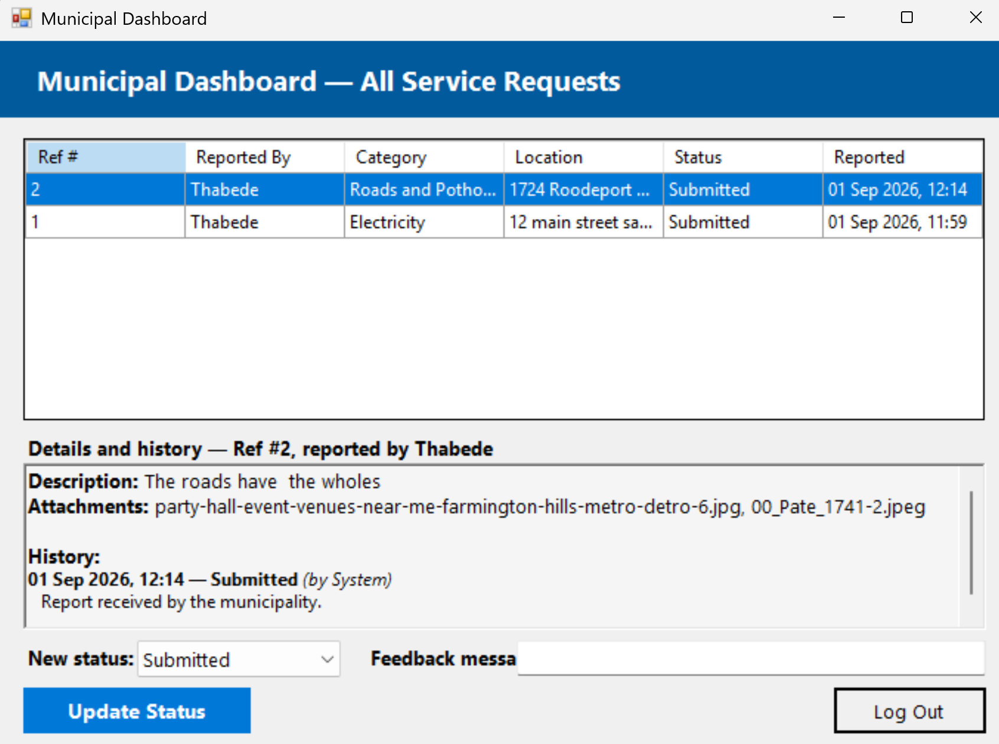 Municipal Dashboard
Municipal Dashboard — All Service Requests
Ref # Reported By Category Location Status Reported
2 Thabede Roads and Potho... 1724 Roodeport ... Submitted 01 Sep 2026, 12:14
1 Thabede Electricity 12 main street sa... Submitted 01 Sep 2026, 11:59
Details and history — Ref #2, reported by Thabede
Description: The roads have  the wholes
Attachments: party-hall-event-venues-near-me-farmington-hills-metro-detro-6.jpg, 00_Pate_1741-2.jpeg
History:
01 Sep 2026, 12:14 — Submitted (by System)
Report received by the municipality.
New status: Submitted Feedback messa
Update Status Log Out